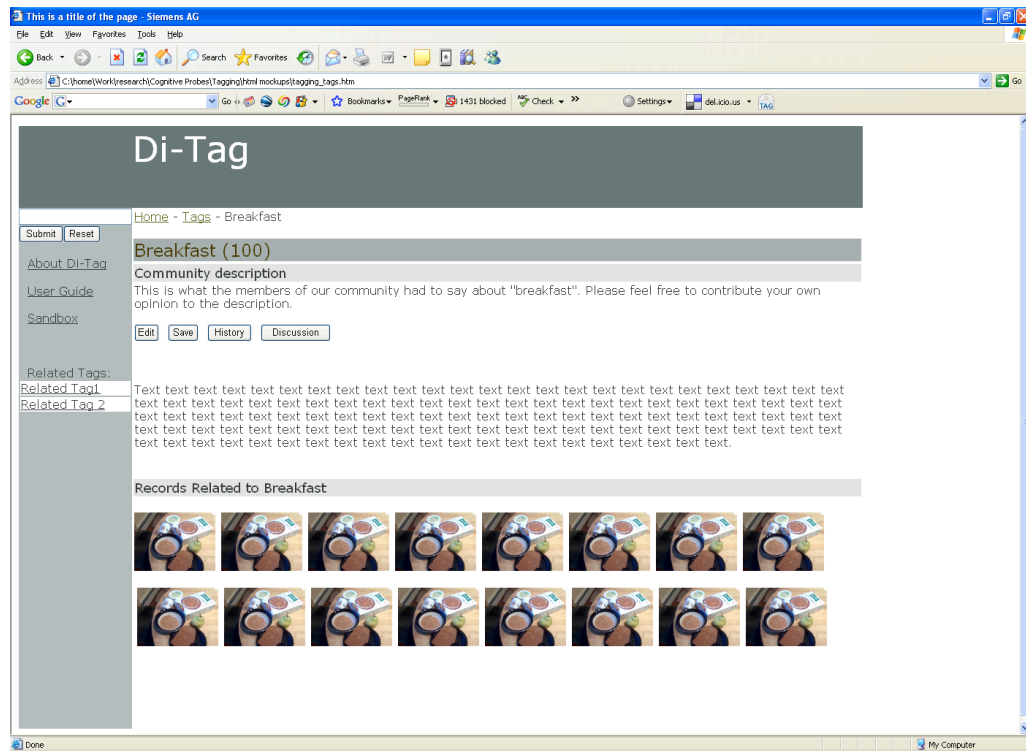 This is a title of the page - Siemens AG
File Edit View Favorites Tools Help
Back Search Favorites
Address C:\home\Work\research\Cognitive Probes\Tagging\html mockups\tagging_tags.htm Go
Google G Go Bookmarks PageRank 1431 blocked ABC Check >> Settings del.icio.us TAG
Di-Tag
Home - Tags - Breakfast
Submit Reset
About Di-Tag
User Guide
Sandbox
Related Tags:
Related Tag1
Related Tag 2
Breakfast (100)
Community description
This is what the members of our community had to say about "breakfast". Please feel free to contribute your own
opinion to the description.
Edit Save History Discussion
Text text text text text text text text text text text text text text text text text text text text text text text text text
text text text text text text text text text text text text text text text text text text text text text text text text text
text text text text text text text text text text text text text text text text text text text text text text text text text
text text text text text text text text text text text text text text text text text text text text text text text text text
text text text text text text text text text text text text text text text text text text text text text.
Records Related to Breakfast
Done My Computer